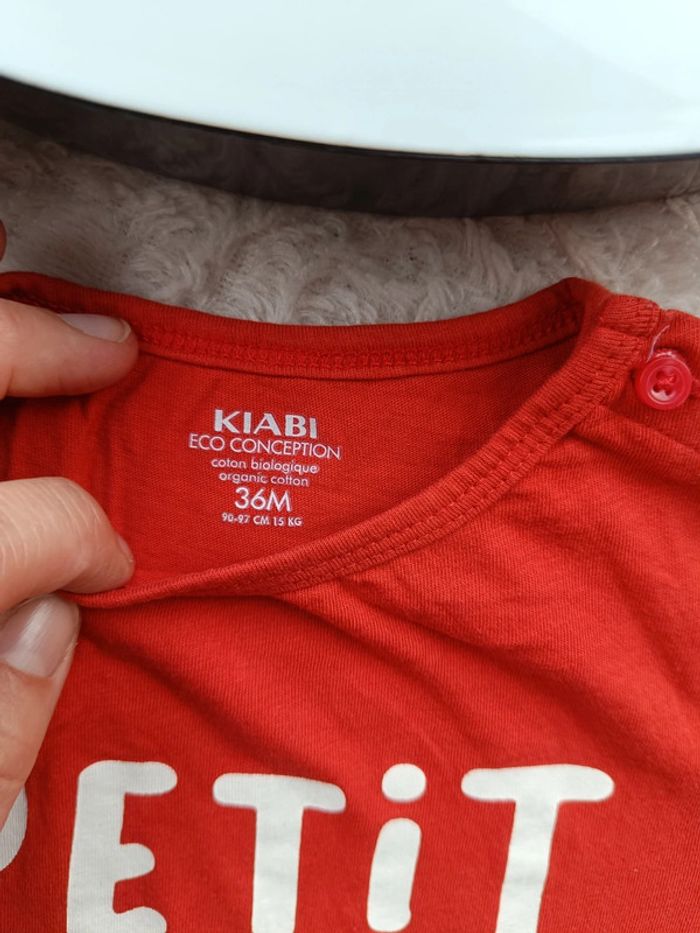 KIABI
ECO CONCEPTION
coton biologique
organic cotton
36M
90-97 CM 15 KG
PETiT